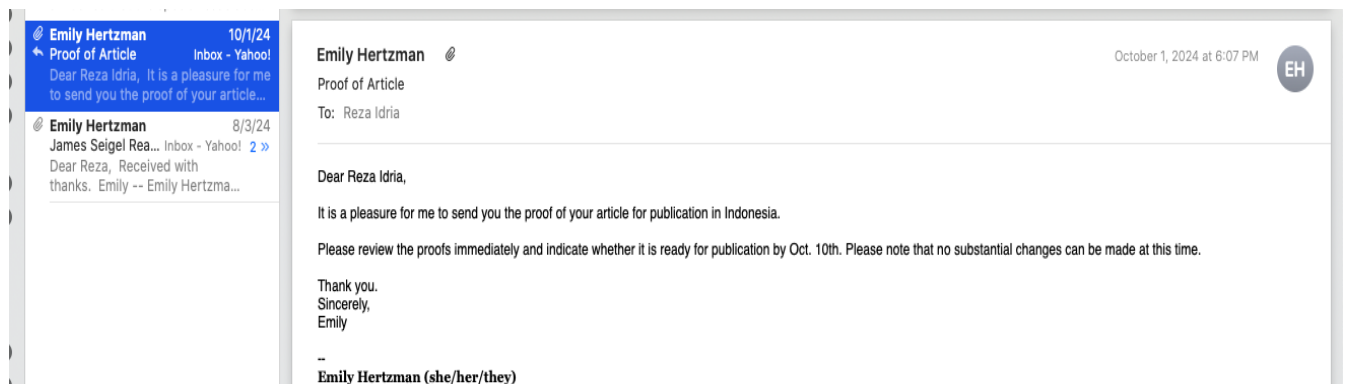 Emily Hertzman 10/1/24
Proof of Article Inbox - Yahoo!
Dear Reza Idria, It is a pleasure for me
to send you the proof of your article...
Emily Hertzman 8/3/24
James Seigel Rea... Inbox - Yahoo! 2 »
Dear Reza, Received with
thanks. Emily -- Emily Hertzma...
Emily Hertzman
October 1, 2024 at 6:07 PM
EH
Proof of Article
To: Reza Idria
Dear Reza Idria,
It is a pleasure for me to send you the proof of your article for publication in Indonesia.
Please review the proofs immediately and indicate whether it is ready for publication by Oct. 10th. Please note that no substantial changes can be made at this time.
Thank you.
Sincerely,
Emily
--
Emily Hertzman (she/her/they)